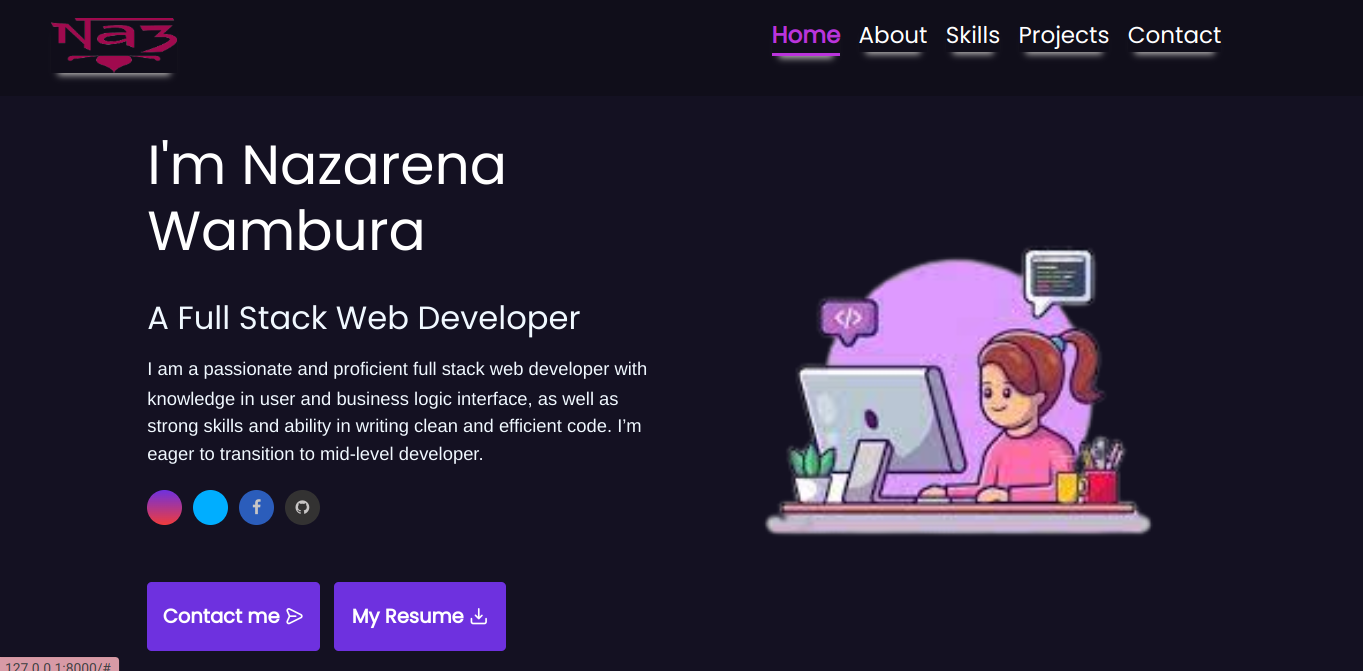 Naz
Home About Skills Projects Contact
I'm Nazarena
Wambura
A Full Stack Web Developer
I am a passionate and proficient full stack web developer with
knowledge in user and business logic interface, as well as
strong skills and ability in writing clean and efficient code. I’m
eager to transition to mid-level developer.
</>
Contact me
My Resume
127.0.0.1:8000/#